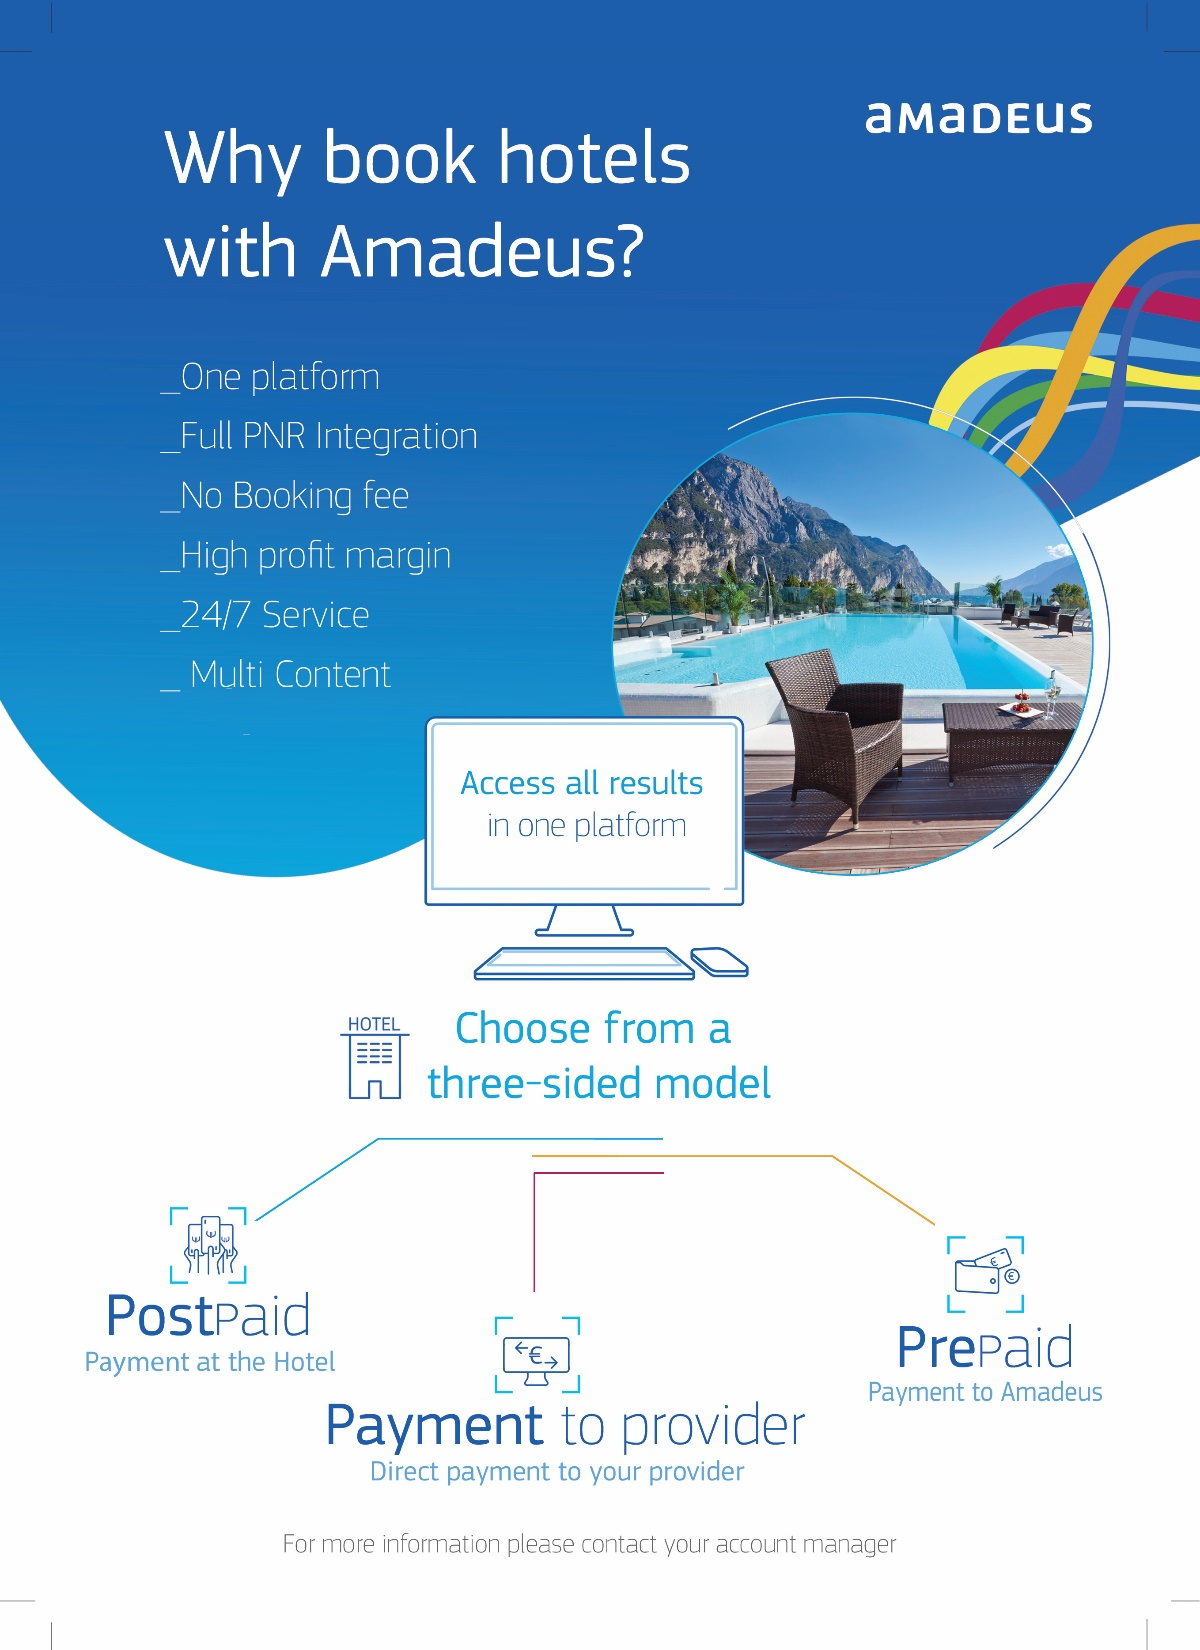 aMaDEUS
Why book hotels
with Amadeus?
_One platform
_Full PNR Integration
_No Booking fee
_High profit margin
_24/7 Service
_ Multi Content
Access all results
in one platform
HOTEL
Choose from a
three-sided model
PostPaid
Payment at the Hotel
PrePaid
Payment to Amadeus
€
Payment to provider
Direct payment to your provider
For more information please contact your account manager